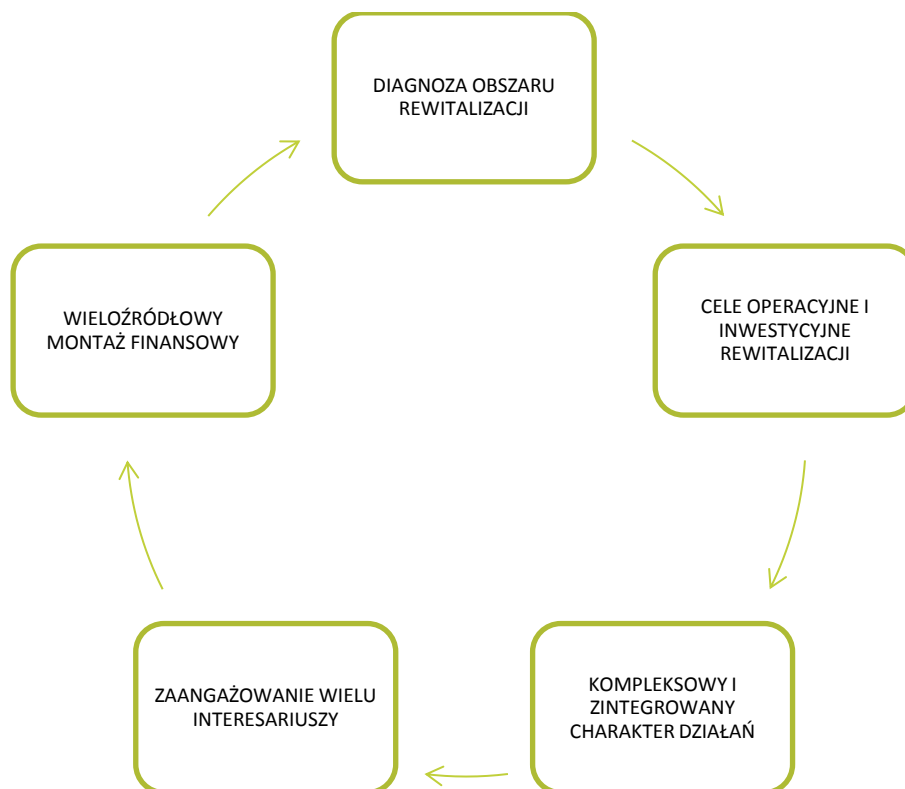 DIAGNOZA OBSZARU
REWITALIZACJI
CELE OPERACYJNE I
INWESTYCYJNE
REWITALIZACJI
KOMPLEKSOWY I
ZINTEGROWANY
CHARAKTER DZIAŁAŃ
ZAANGAŻOWANIE WIELU
INTERESARIUSZY
WIELOŹRÓDŁOWY
MONTAŻ FINANSOWY